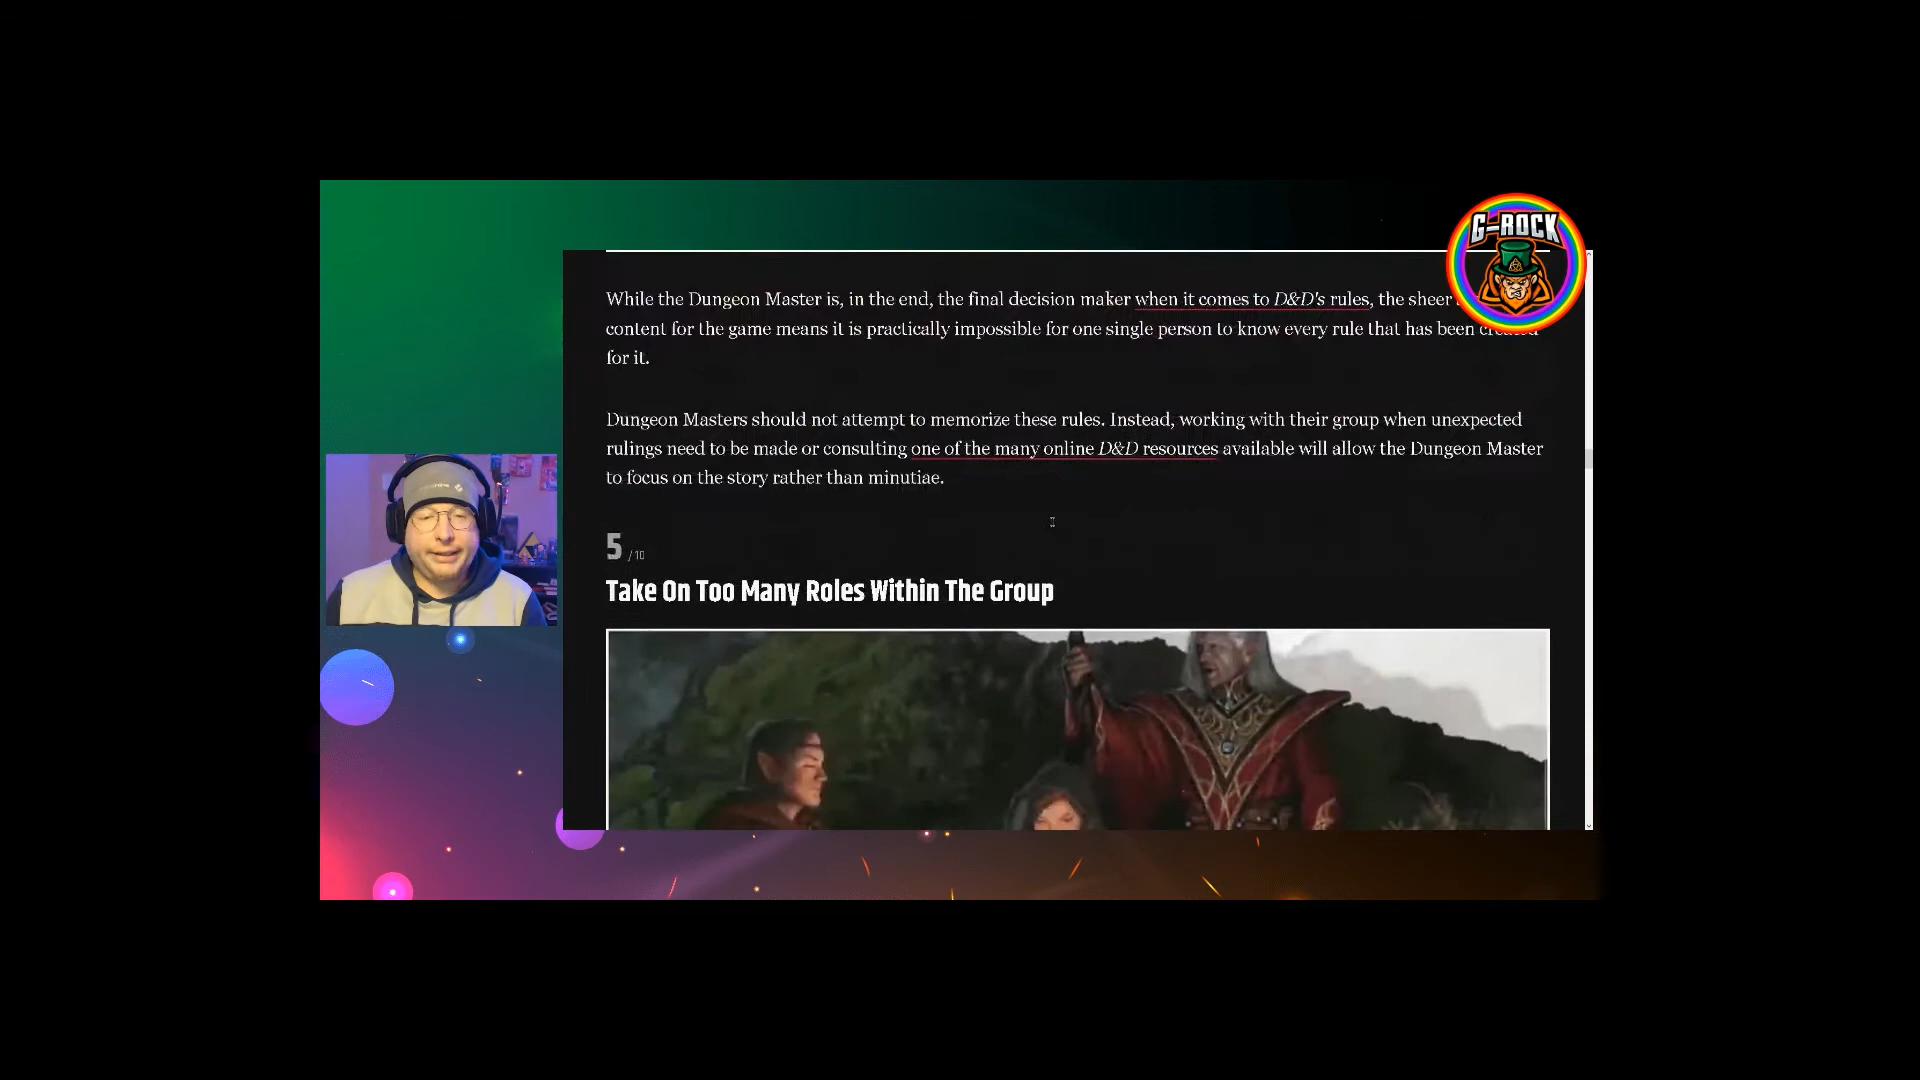 G-ROCK
While the Dungeon Master is, in the end, the final decision maker when it comes to D&D's rules, the sheer
content for the game means it is practically impossible for one single person to know every rule that has been
for it.
Dungeon Masters should not attempt to memorize these rules. Instead, working with their group when unexpected
rulings need to be made or consulting one of the many online D&D resources available will allow the Dungeon Master
to focus on the story rather than minutiae.
5 / 10
Take On Too Many Roles Within The Group